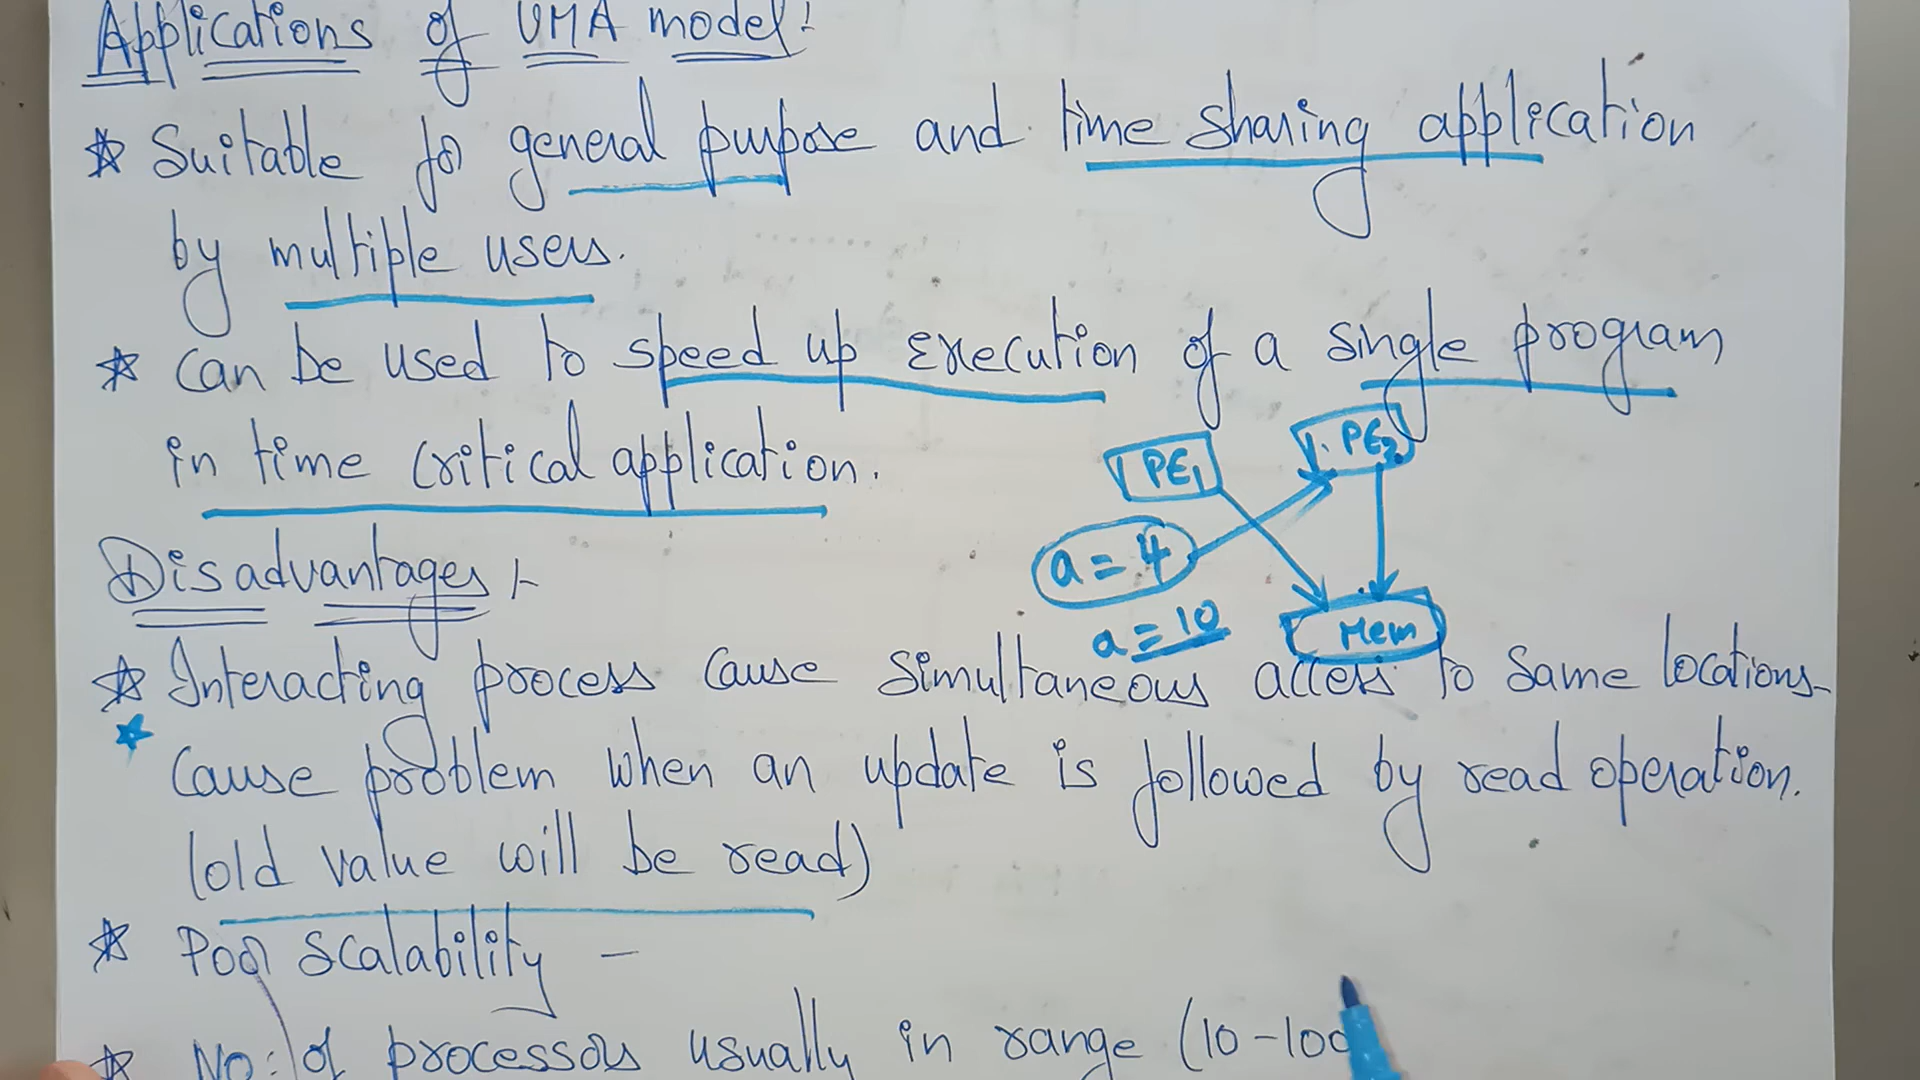 Applications of UMA model:
☆ Suitable for general purpose and time sharing application
by multiple users.
☆ can be used to speed up execution of a single program
in time critical application.
PE1
PE2
a = 4
a = 10
Mem
Disadvantages :-
☆ Interacting process cause simultaneous access to same locations-
★ cause problem when an update is followed by read operation.
(old value will be read)
☆ Poor scalability -
☆ No: of processors usually in range (10-100